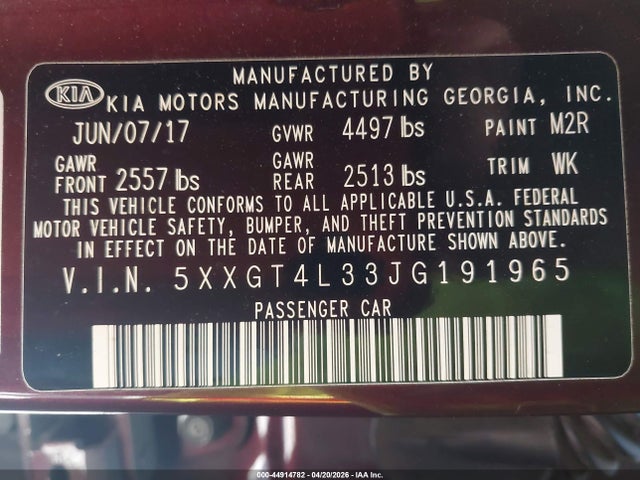 MANUFACTURED BY
KIA KIA MOTORS MANUFACTURING GEORGIA, INC.
JUN/07/17 GVWR 4497 lbs PAINT M2R
GAWR FRONT 2557 lbs GAWR REAR 2513 lbs TRIM WK
THIS VEHICLE CONFORMS TO ALL APPLICABLE U.S.A. FEDERAL
MOTOR VEHICLE SAFETY, BUMPER, AND THEFT PREVENTION STANDARDS
IN EFFECT ON THE DATE OF MANUFACTURE SHOWN ABOVE.
V.I.N. 5XXGT4L33JG191965
PASSENGER CAR
000-44914782 - 04/20/2026 - IAA Inc.